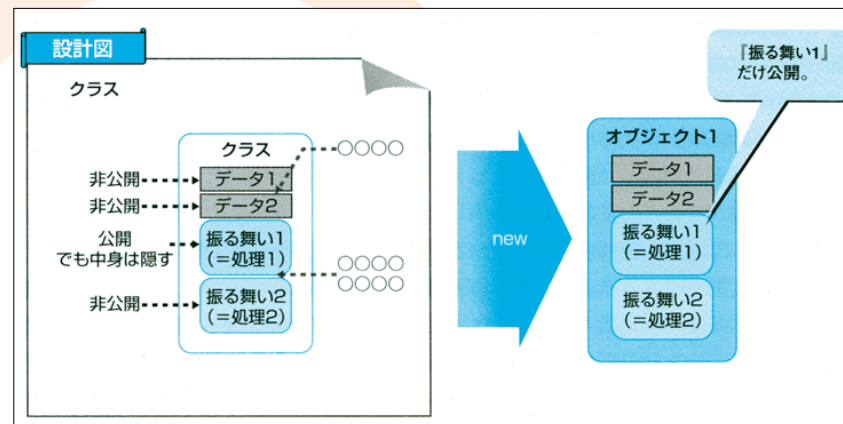 設計図
クラス
クラス
非公開
データ1
○○○○
非公開
データ2
公開
でも中身は隠す
振る舞い1
(=処理1)
○○○○
○○○○
非公開
振る舞い2
(=処理2)
new
『振る舞い1』
だけ公開。
オブジェクト1
データ1
データ2
振る舞い1
(=処理1)
振る舞い2
(=処理2)